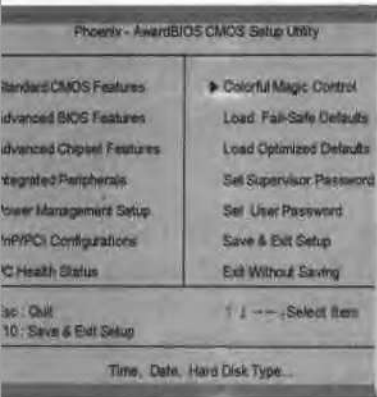 Phoenix - AwardBIOS CMOS Setup Utility
tandard CMOS Features
dvanced BIOS Features
dvanced Chipset Features
ntegrated Peripherals
ower Management Setup
nP/PCI Configurations
C Health Status
▶ Colorful Magic Control
Load Fail-Safe Defaults
Load Optimized Defaults
Set Supervisor Password
Set User Password
Save & Exit Setup
Exit Without Saving
sc : Quit
10 : Save & Exit Setup
↑ ↓ → ← : Select Item
Time, Date, Hard Disk Type...